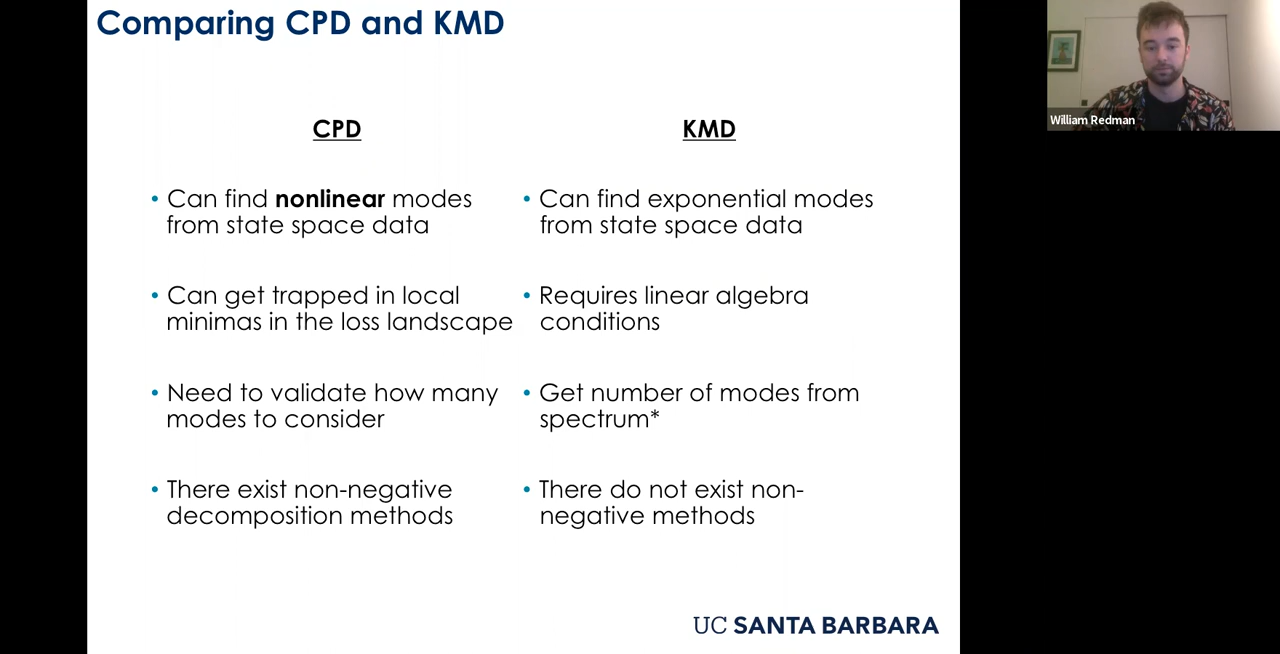 Comparing CPD and KMD
William Redman
CPD
• Can find nonlinear modes
from state space data
• Can get trapped in local
minimas in the loss landscape
• Need to validate how many
modes to consider
• There exist non-negative
decomposition methods
KMD
• Can find exponential modes
from state space data
• Requires linear algebra
conditions
• Get number of modes from
spectrum*
• There do not exist non-
negative methods
UC SANTA BARBARA